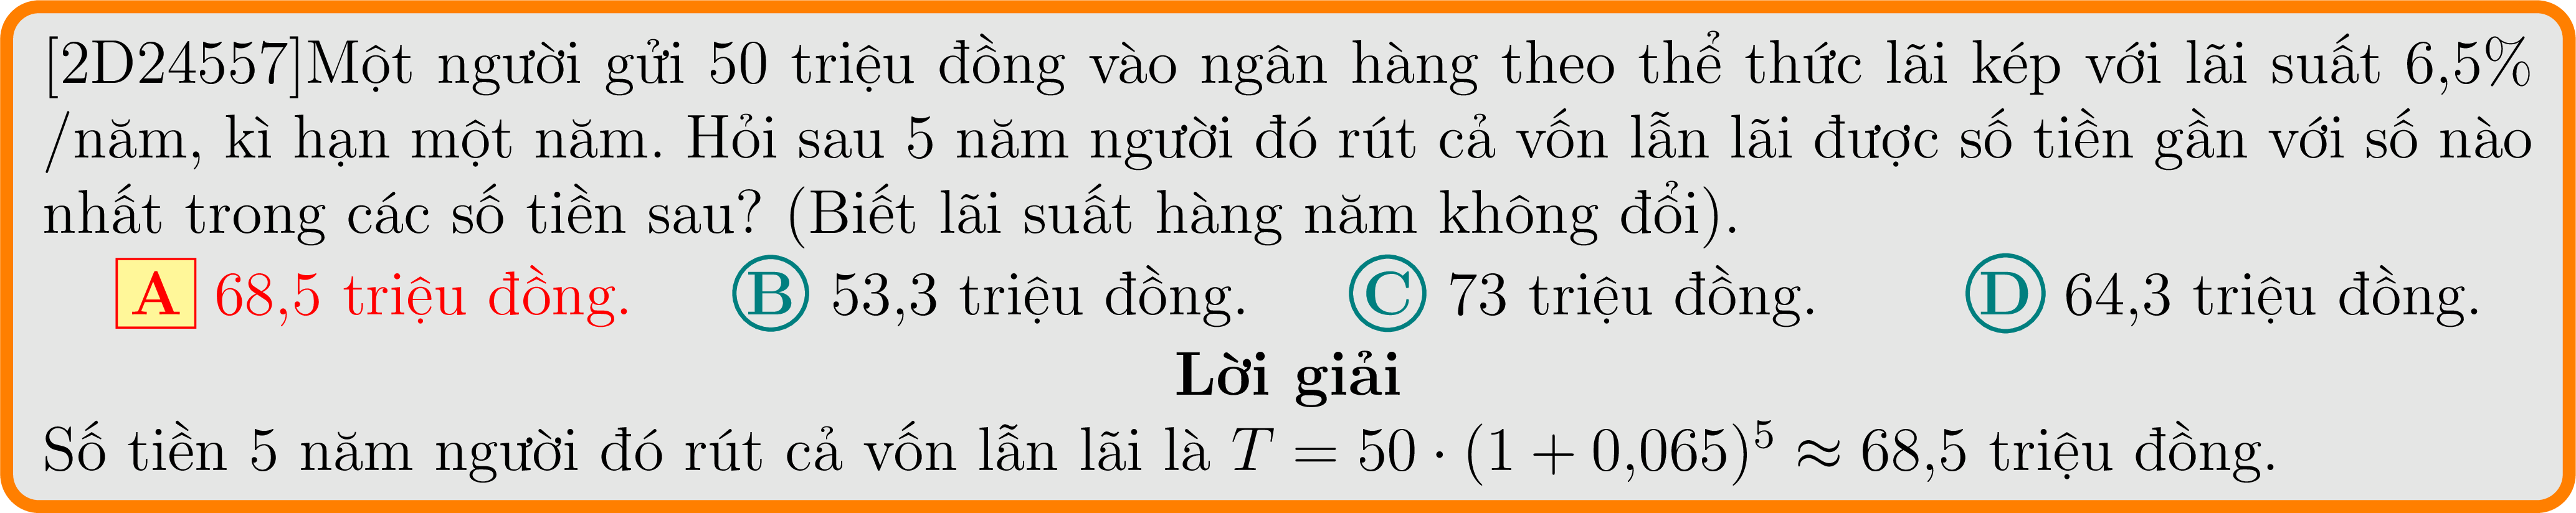 [2D24557]Một người gửi 50 triệu đồng vào ngân hàng theo thể thức lãi kép với lãi suất 6,5%
/năm, kì hạn một năm. Hỏi sau 5 năm người đó rút cả vốn lẫn lãi được số tiền gần với số nào
nhất trong các số tiền sau? (Biết lãi suất hàng năm không đổi).
A 68,5 triệu đồng. B 53,3 triệu đồng. C 73 triệu đồng. D 64,3 triệu đồng.
Lời giải
Số tiền 5 năm người đó rút cả vốn lẫn lãi là T = 50 · (1 + 0,065)⁵ ≈ 68,5 triệu đồng.